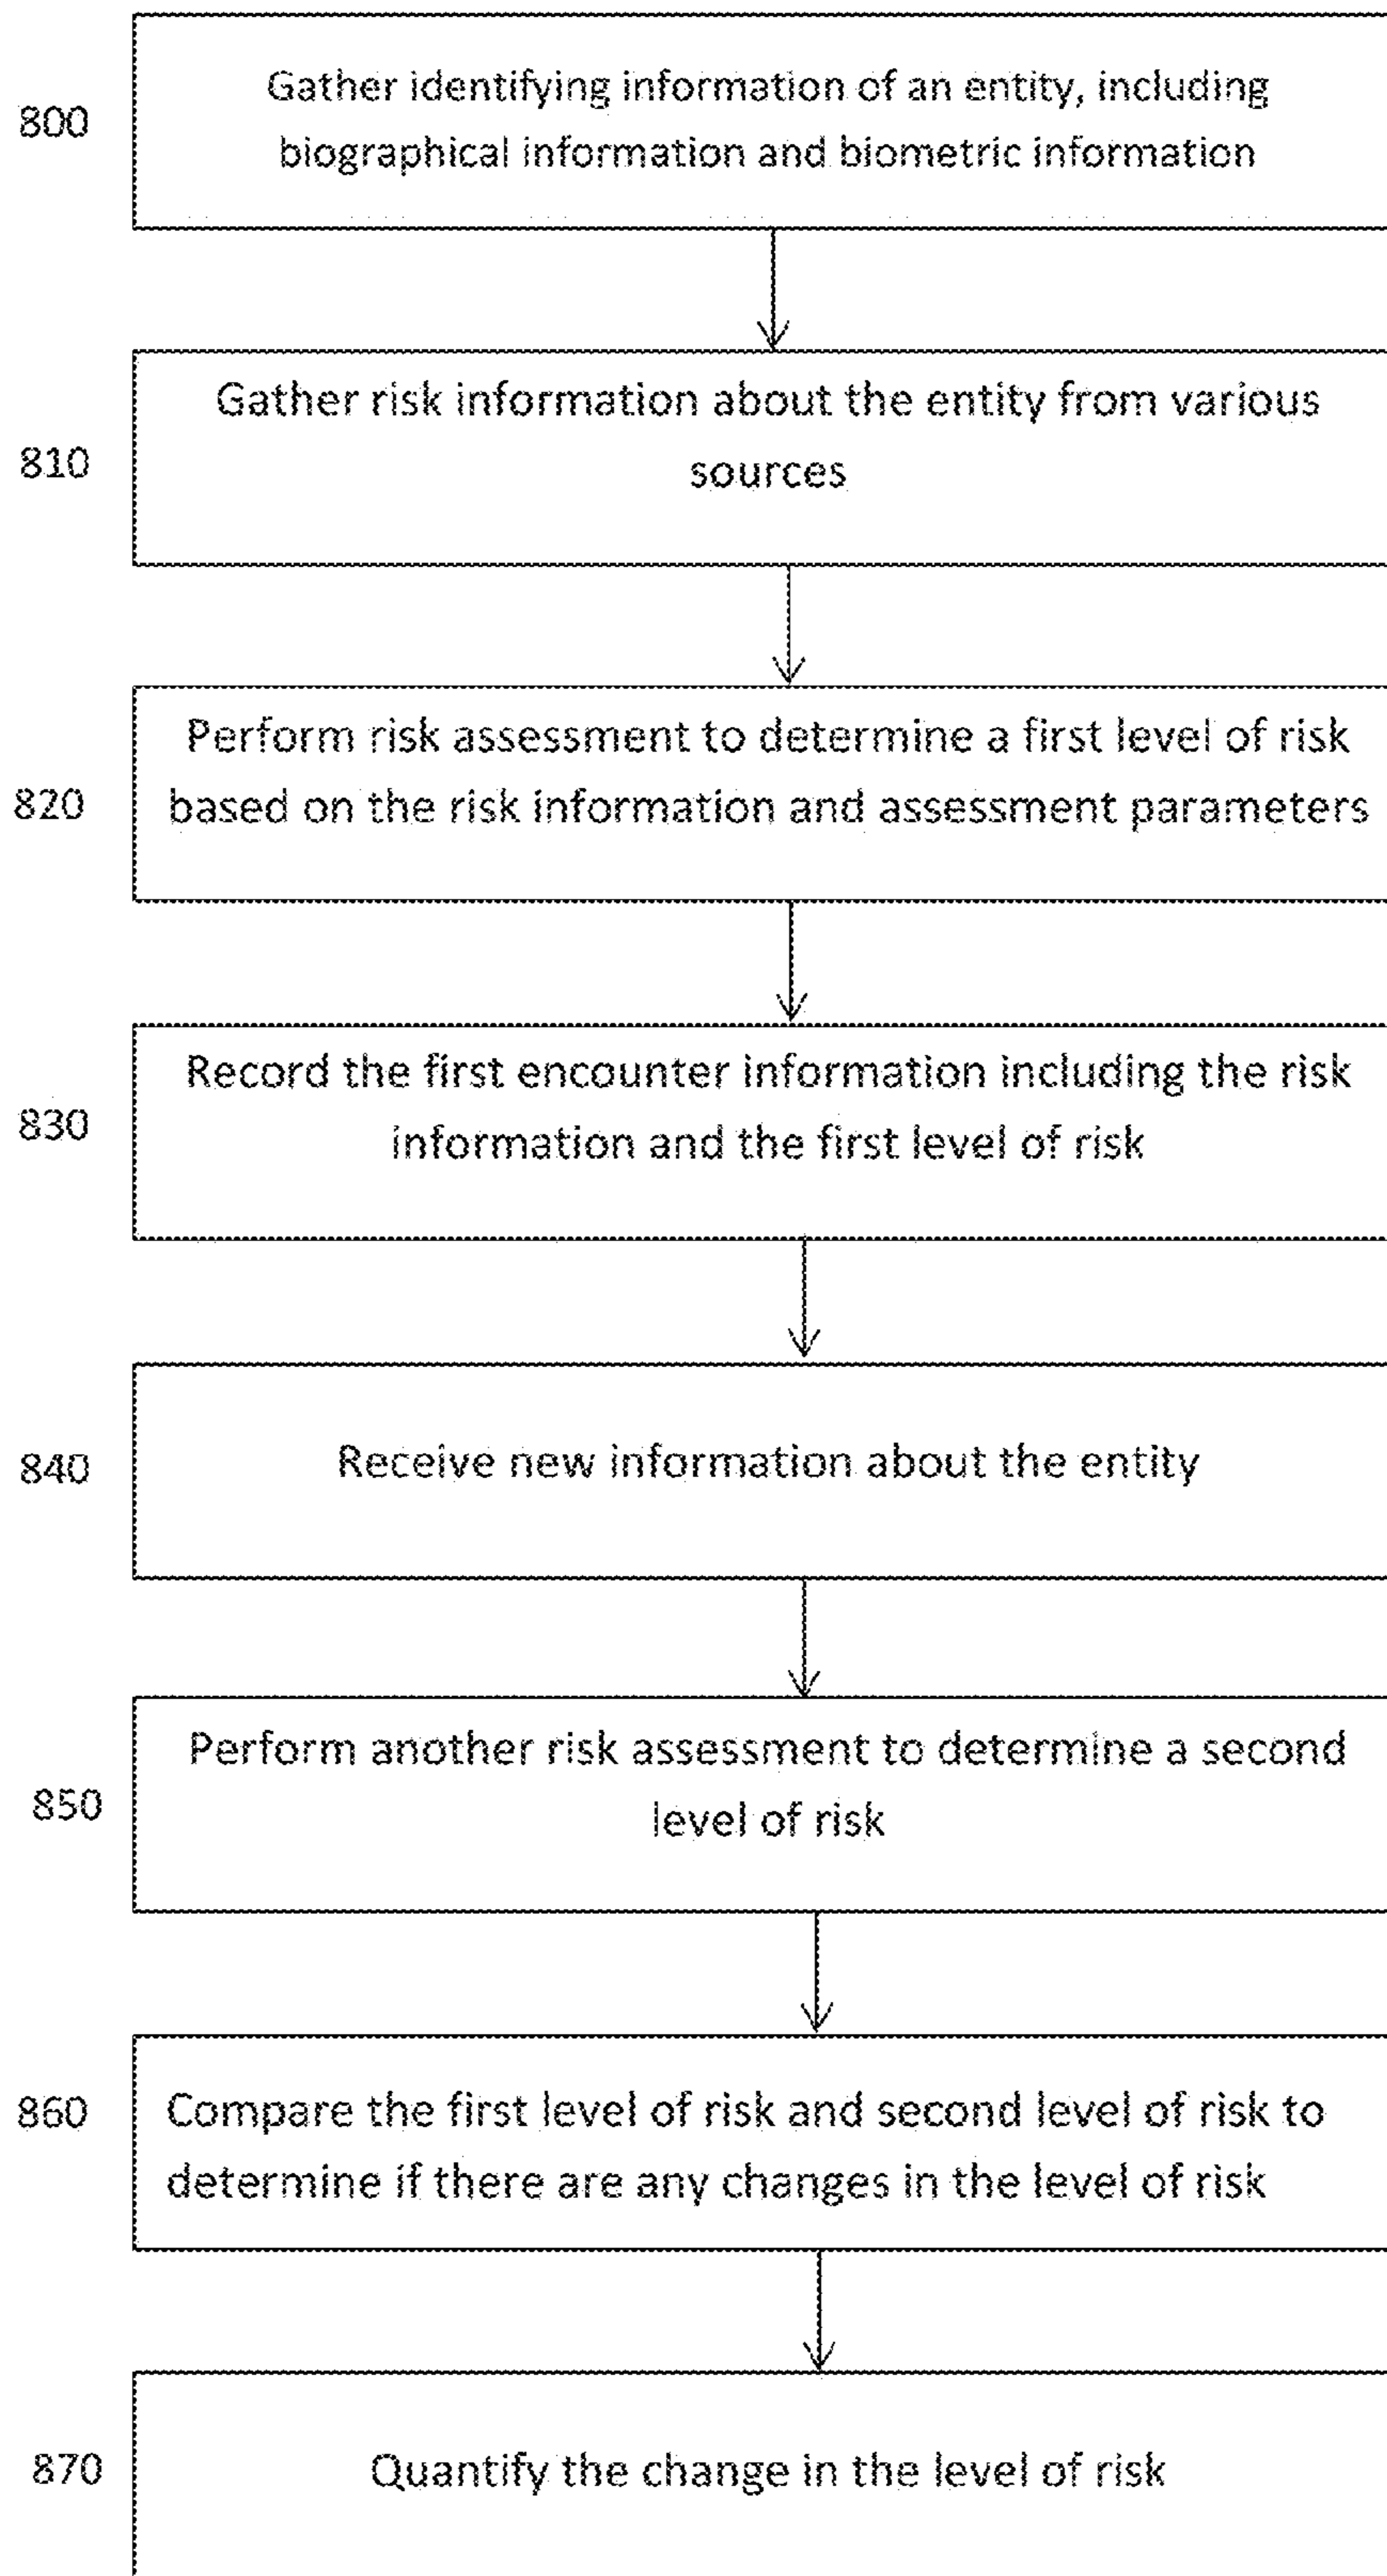 800
Gather identifying information of an entity, including
biographical information and biometric information
810
Gather risk information about the entity from various
sources
820
Perform risk assessment to determine a first level of risk
based on the risk information and assessment parameters
830
Record the first encounter information including the risk
information and the first level of risk
840
Receive new information about the entity
850
Perform another risk assessment to determine a second
level of risk
860
Compare the first level of risk and second level of risk to
determine if there are any changes in the level of risk
870
Quantify the change in the level of risk